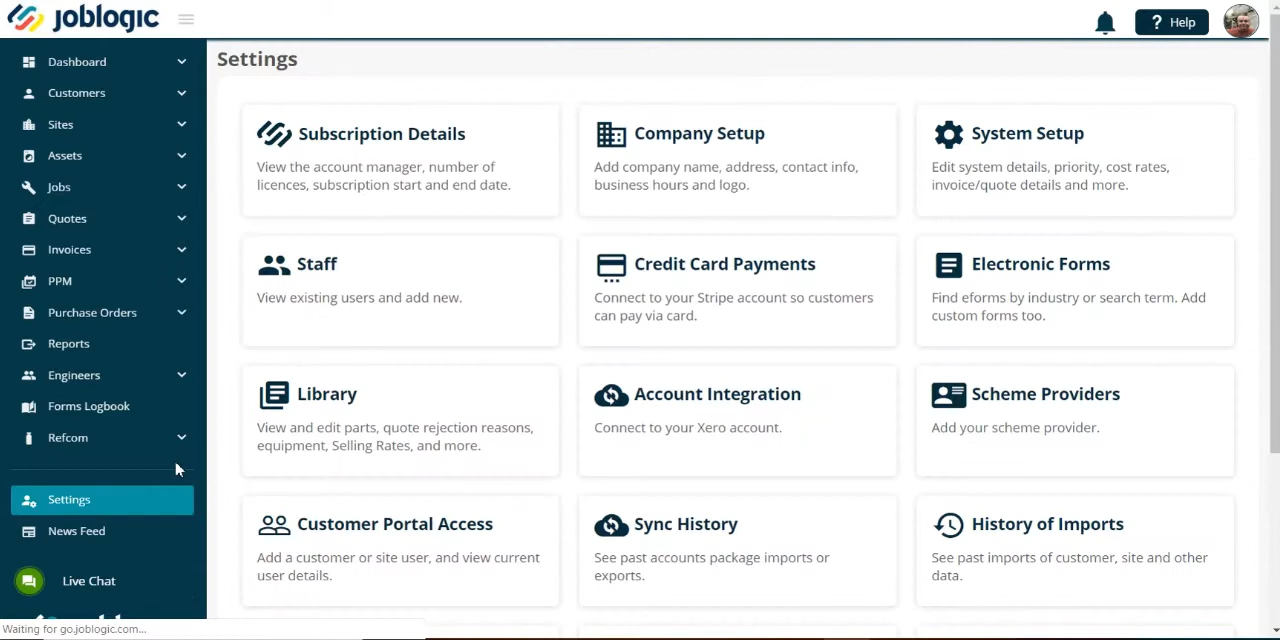 joblogic
? Help
Settings
Dashboard
Customers
Sites
Assets
Jobs
Quotes
Invoices
PPM
Purchase Orders
Reports
Engineers
Forms Logbook
Refcom
Settings
News Feed
Live Chat
Waiting for go.joblogic.com...
Subscription Details
View the account manager, number of
licences, subscription start and end date.
Company Setup
Add company name, address, contact info,
business hours and logo.
System Setup
Edit system details, priority, cost rates,
invoice/quote details and more.
Staff
View existing users and add new.
Credit Card Payments
Connect to your Stripe account so customers
can pay via card.
Electronic Forms
Find eforms by industry or search term. Add
custom forms too.
Library
View and edit parts, quote rejection reasons,
equipment, Selling Rates, and more.
Account Integration
Connect to your Xero account.
Scheme Providers
Add your scheme provider.
Customer Portal Access
Add a customer or site user, and view current
user details.
Sync History
See past accounts package imports or
exports.
History of Imports
See past imports of customer, site and other
data.